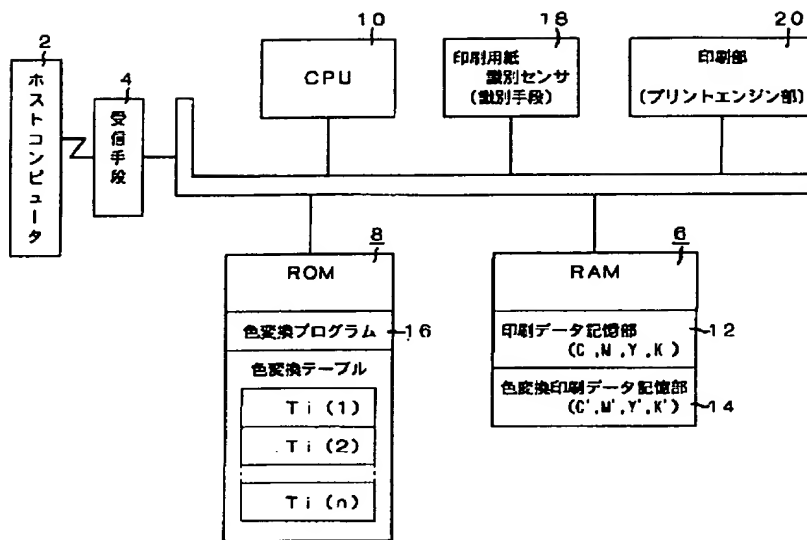 2
ホストコンピュータ
4
受信手段
10
CPU
18
印刷用紙
識別センサ
(識別手段)
20
印刷部
(プリントエンジン部)
8
ROM
色変換プログラム
16
色変換テーブル
Ti(1)
Ti(2)
Ti(n)
6
RAM
印刷データ記憶部
(C,M,Y,K)
12
色変換印刷データ記憶部
(C',M',Y',K')
14